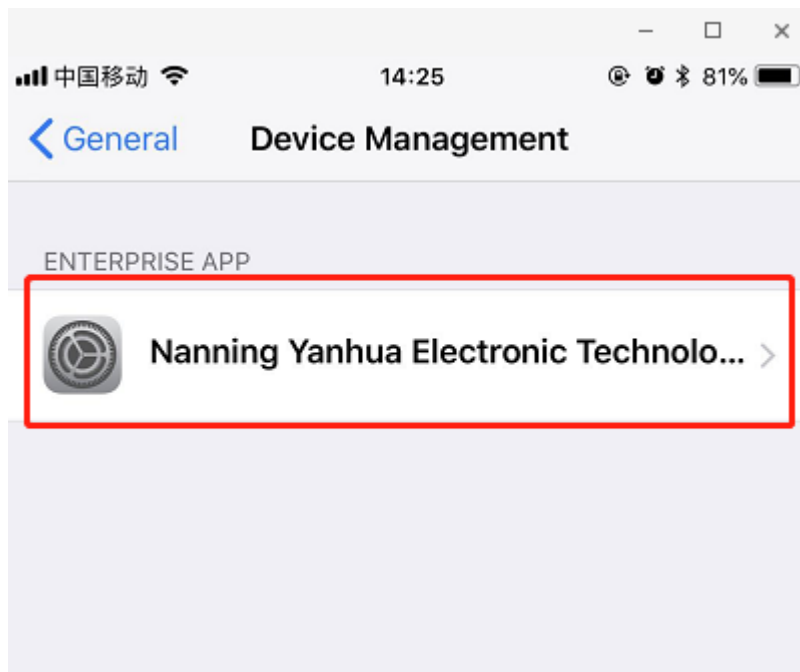 中国移动 14:25 81%
General Device Management
ENTERPRISE APP
Nanning Yanhua Electronic Technolo...